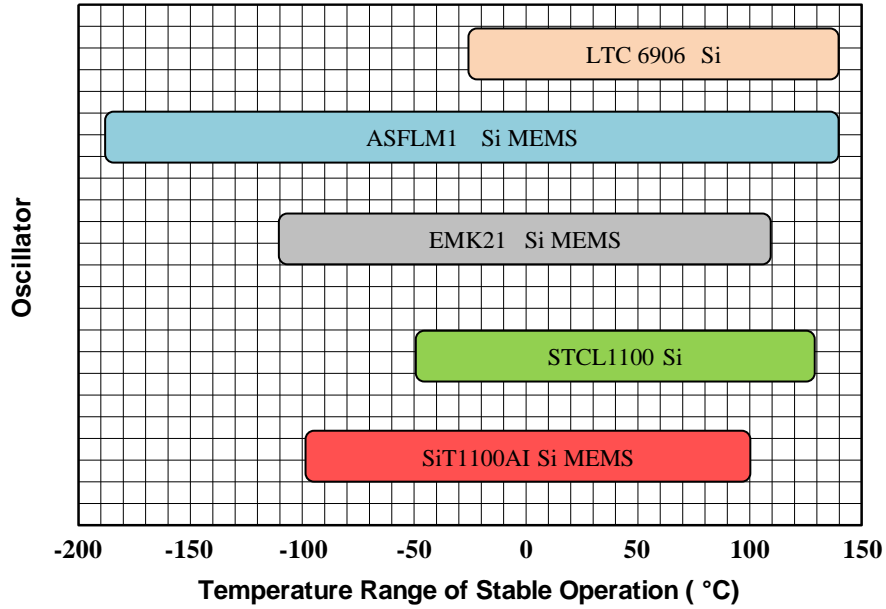 LTC 6906 Si
ASFLM1 Si MEMS
EMK21 Si MEMS
STCL1100 Si
SiT1100AI Si MEMS
Oscillator
-200 -150 -100 -50 0 50 100 150
Temperature Range of Stable Operation ( °C)